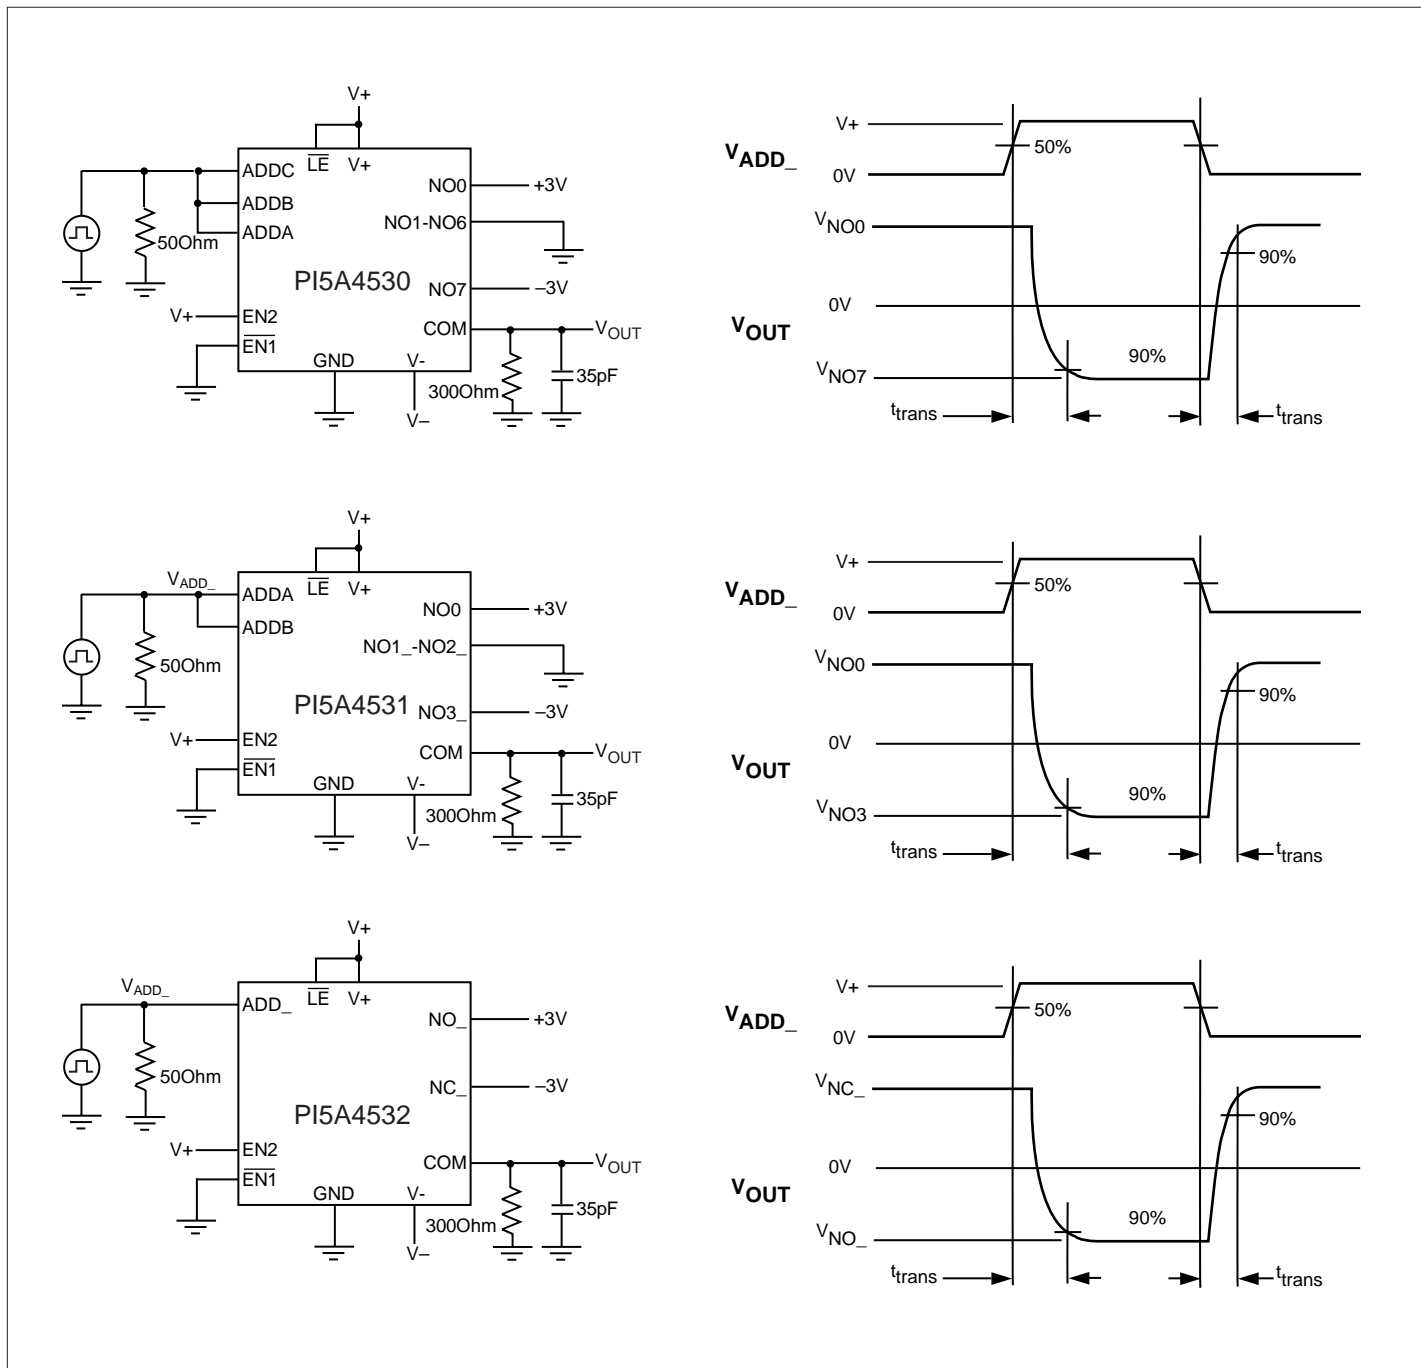 V+
LE V+
ADDC
ADDB
ADDA
50Ohm
NO0 +3V
NO1-NO6
PI5A4530
NO7 –3V
V+ EN2
COM VOUT
EN1
GND V-
300Ohm 35pF
V–
VADD_
V+
50%
0V
VNO0
90%
0V
VOUT
90%
VNO7
ttrans ttrans
V+
LE V+
VADD_
ADDA
ADDB
50Ohm
NO0 +3V
NO1_-NO2_
PI5A4531
NO3_ –3V
V+ EN2
COM VOUT
EN1
GND V-
300Ohm 35pF
V–
V+
VADD_
50%
0V
VNO0
90%
0V
VOUT
90%
VNO3
ttrans ttrans
V+
LE V+
VADD_
ADD_
50Ohm
NO_ +3V
NC_ –3V
PI5A4532
V+ EN2
COM VOUT
EN1
GND V-
300Ohm 35pF
V–
V+
VADD_
50%
0V
VNC_
90%
0V
VOUT
90%
VNO_
ttrans ttrans